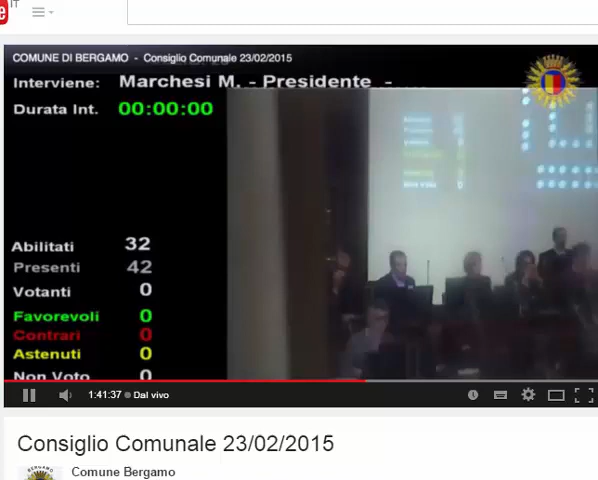 COMUNE DI BERGAMO - Consiglio Comunale 23/02/2015
Interviene: Marchesi M. - Presidente -
Durata Int. 00:00:00
Abilitati 32
Presenti 42
Votanti 0
Favorevoli 0
Contrari 0
Astenuti 0
Non Voto 0
1:41:37 Dal vivo
Consiglio Comunale 23/02/2015
BERGAMO
Comune Bergamo